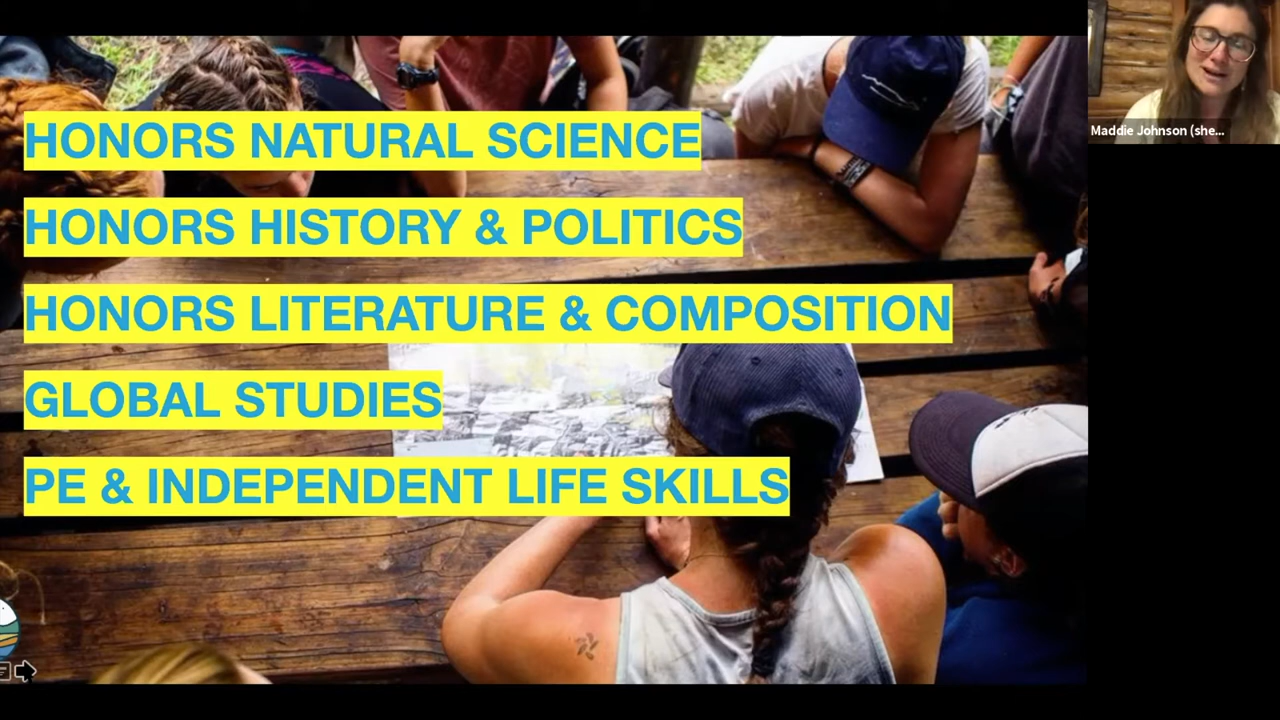 HONORS NATURAL SCIENCE
HONORS HISTORY & POLITICS
HONORS LITERATURE & COMPOSITION
GLOBAL STUDIES
PE & INDEPENDENT LIFE SKILLS
Maddie Johnson (she...